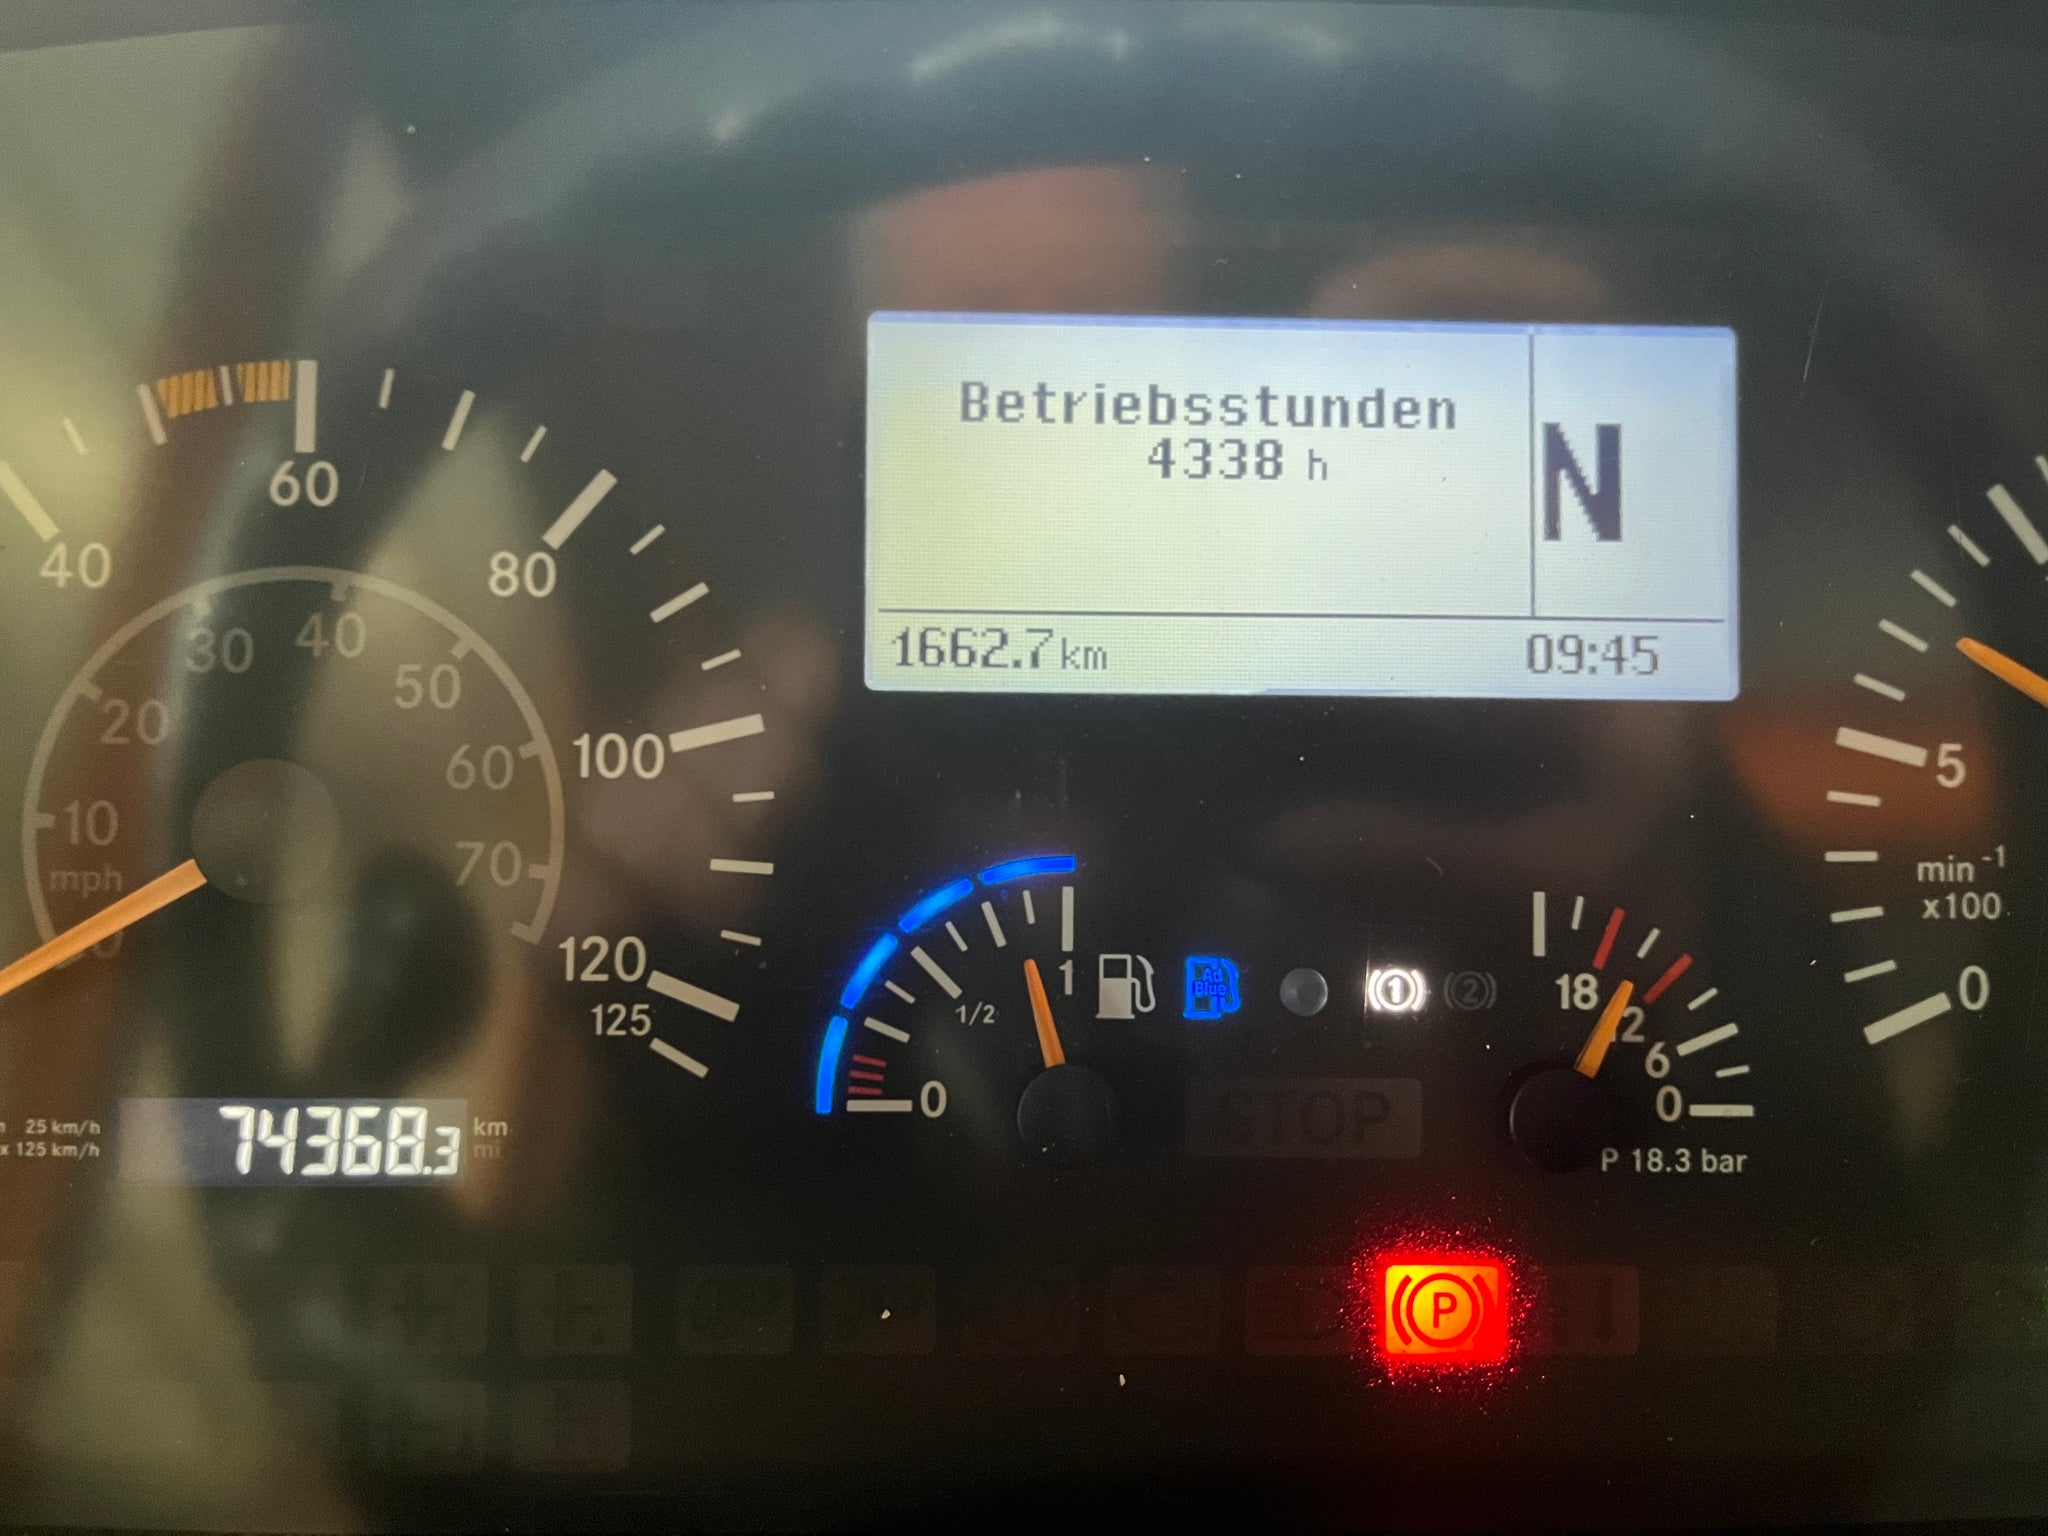 Betriebsstunden
4338 h
N
1662.7 km
09:45
40
60
80
100
120
125
10
20
30
40
50
60
70
mph
74368.3
km
mi
25 km/h
x 125 km/h
0
1/2
1
Ad
Blue
1
2
STOP
18
12
6
0
P 18.3 bar
5
min⁻¹
x100
0
P